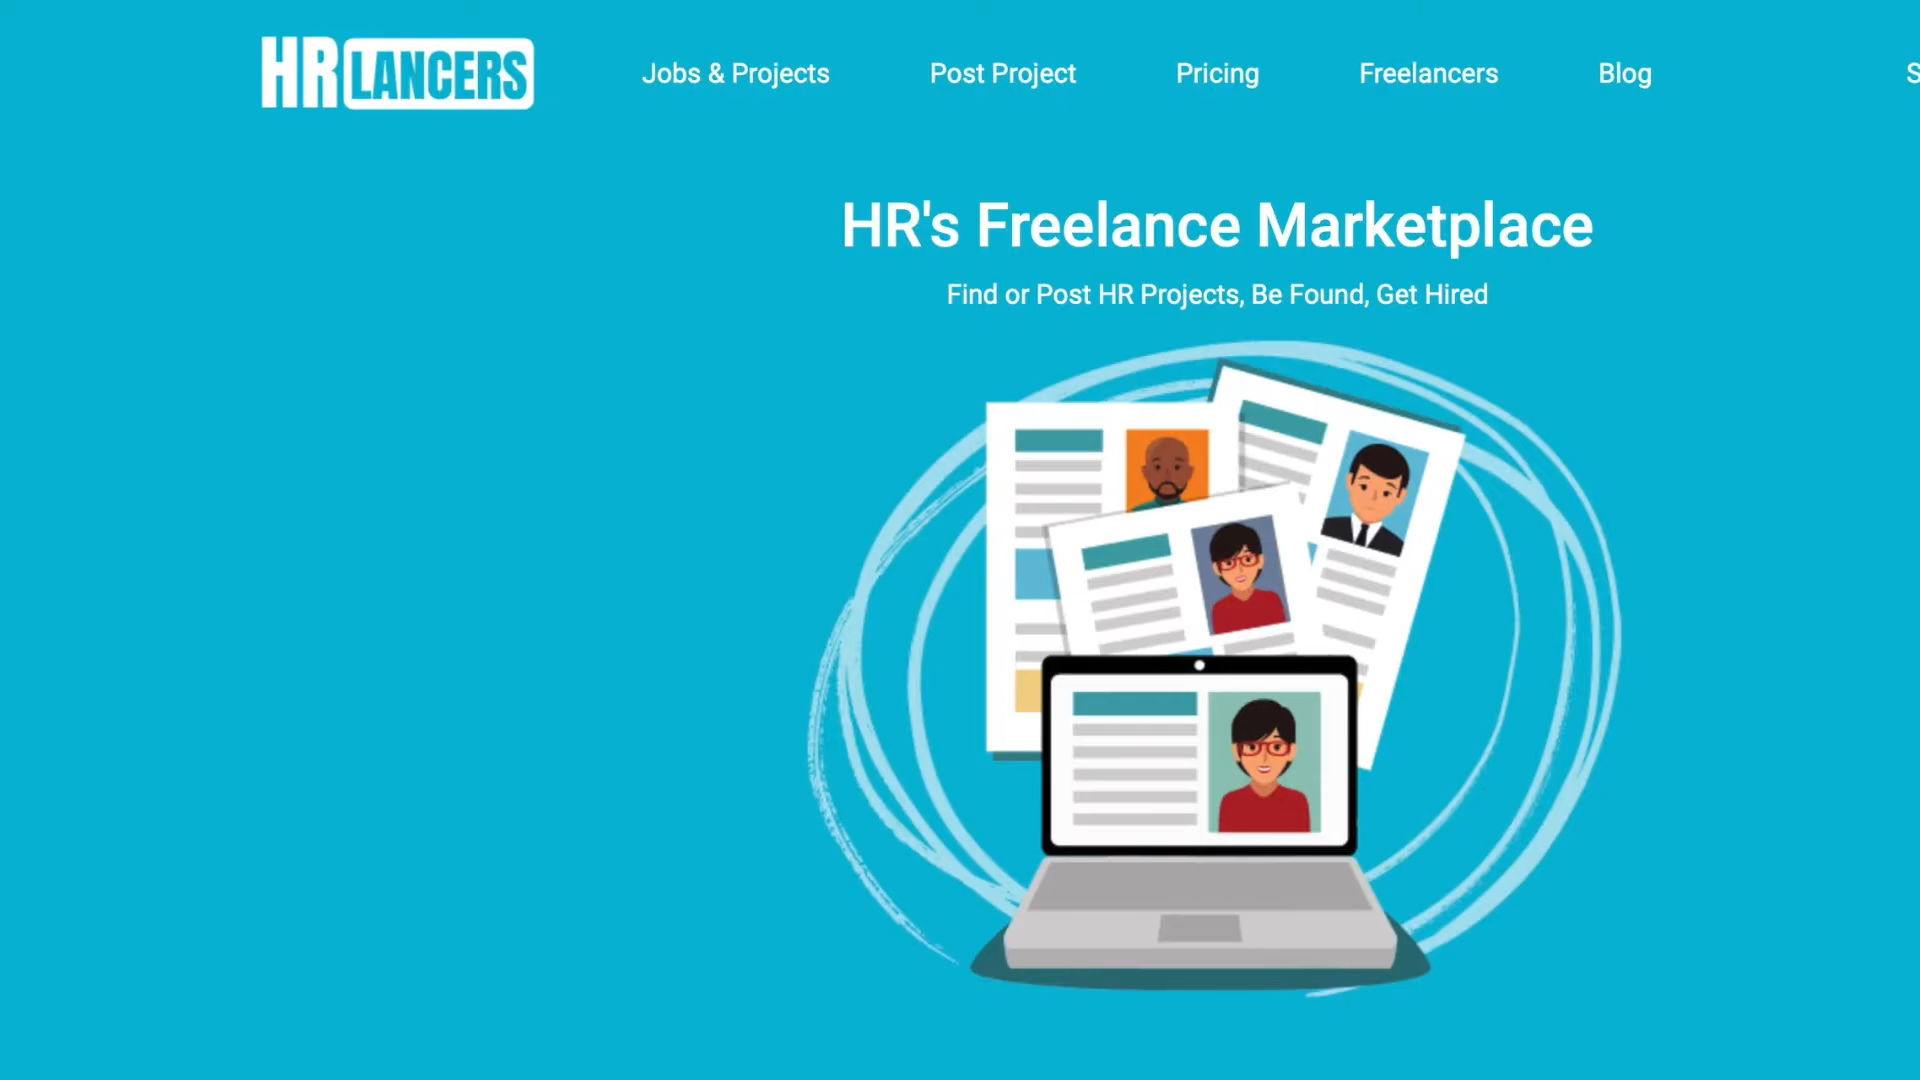 HR LANCERS
Jobs & Projects
Post Project
Pricing
Freelancers
Blog
HR's Freelance Marketplace
Find or Post HR Projects, Be Found, Get Hired